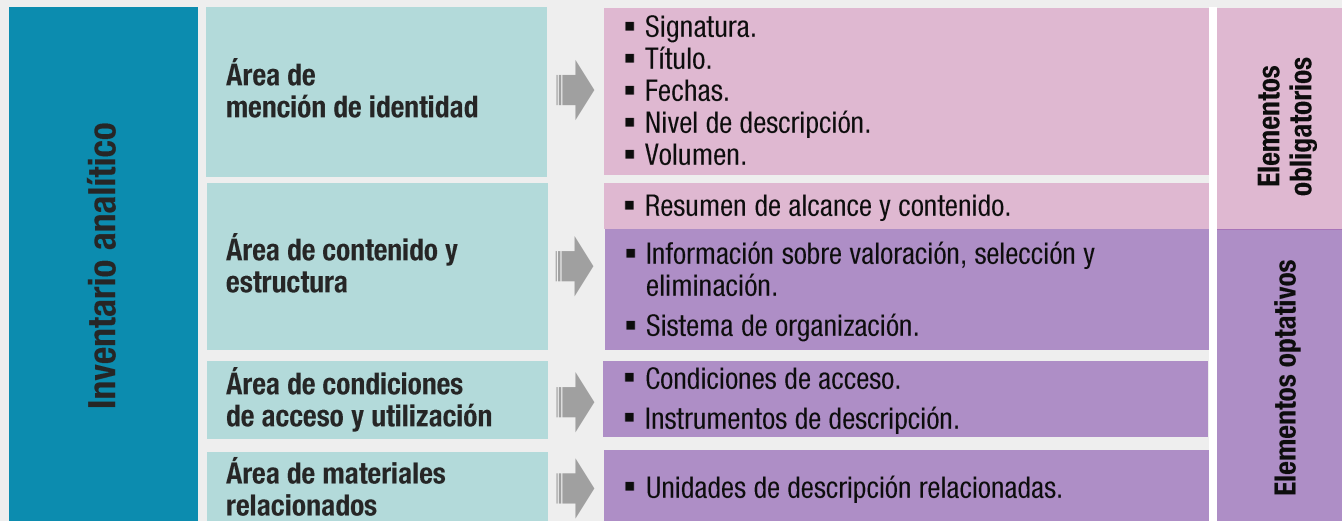 Inventario analítico
Área de
mención de identidad
▪ Signatura.
▪ Título.
▪ Fechas.
▪ Nivel de descripción.
▪ Volumen.
Elementos
obligatorios
Área de contenido y
estructura
▪ Resumen de alcance y contenido.
▪ Información sobre valoración, selección y
eliminación.
▪ Sistema de organización.
Elementos optativos
Área de condiciones
de acceso y utilización
▪ Condiciones de acceso.
▪ Instrumentos de descripción.
Área de materiales
relacionados
▪ Unidades de descripción relacionadas.